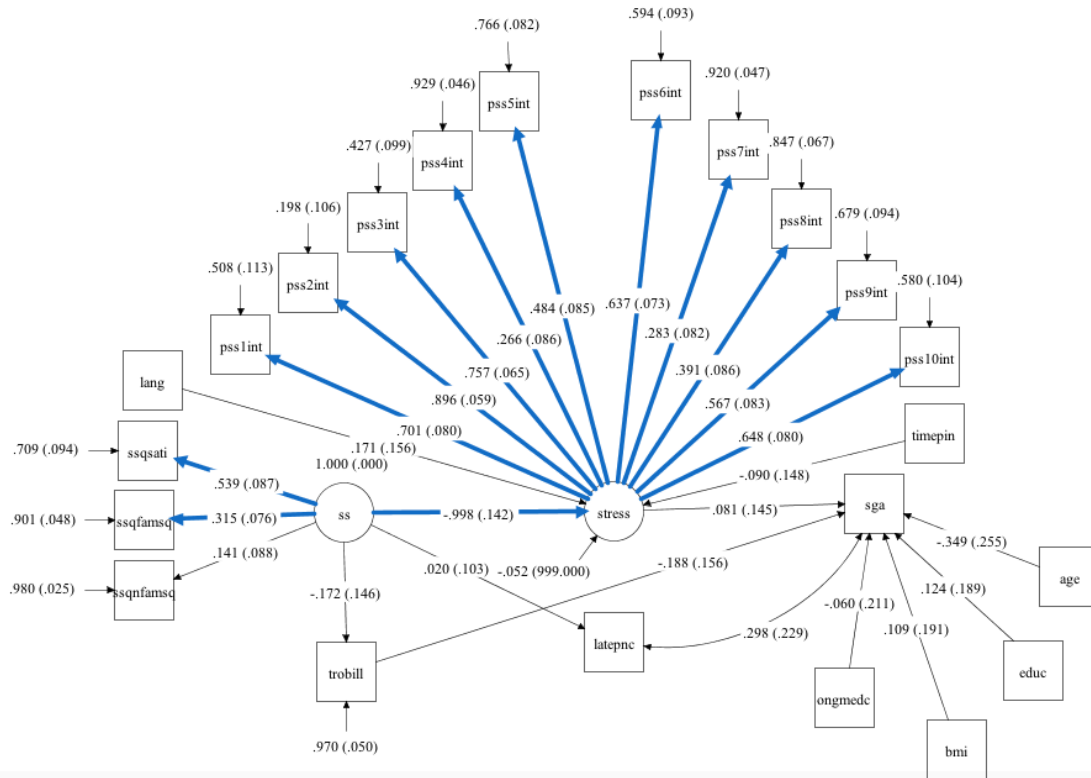 .766 (.082)
.594 (.093)
pss5int
pss6int
.929 (.046)
.920 (.047)
pss4int
pss7int
.427 (.099)
.847 (.067)
pss3int
pss8int
.198 (.106)
.679 (.094)
pss2int
pss9int
.508 (.113)
.580 (.104)
pss1int
pss10int
.484 (.085)
.637 (.073)
.266 (.086)
.283 (.082)
.757 (.065)
.391 (.086)
.896 (.059)
.567 (.083)
.701 (.080)
.648 (.080)
lang
timepin
.171 (.156)
-.090 (.148)
1.000 (.000)
.709 (.094)
ssqsati
.539 (.087)
.901 (.048)
ssqfamsq
.315 (.076)
ss
-.998 (.142)
stress
.081 (.145)
sga
.141 (.088)
.980 (.025)
ssqnfamsq
.020 (.103)
-.052 (999.000)
-.188 (.156)
-.349 (.255)
age
-.172 (.146)
.124 (.189)
-.060 (.211)
.298 (.229)
.109 (.191)
latepnc
trobill
educ
ongmedc
.970 (.050)
bmi